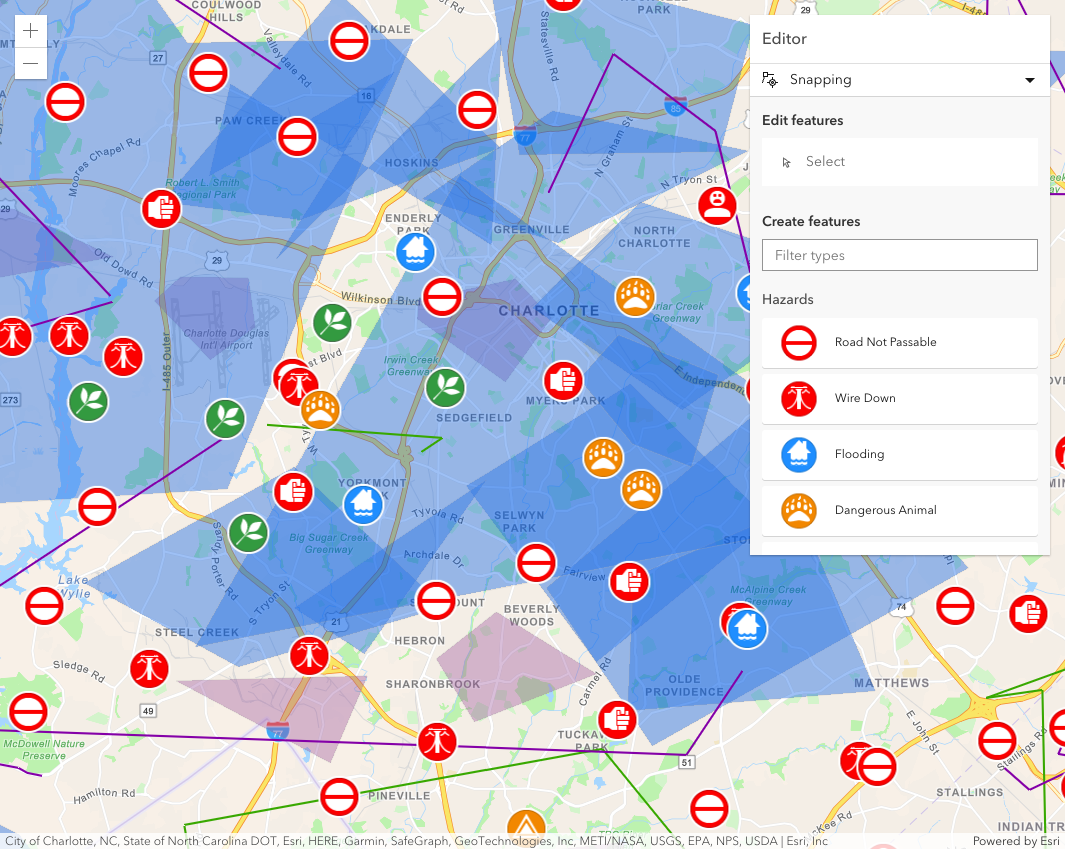 COULWOOD
HILLS
OAKDALE
PARK
29
I-485
27
Valleydale Rd
Statesville Rd
Editor
Snapping
16
85
PAW CREEK
77
Edit features
Moores Chapel Rd
HOSKINS
N Graham St
Select
Robert L. Smith
Regional Park
N Tryon St
29
ENDERLY
PARK
GREENVILLE
NORTH
CHARLOTTE
Create features
Filter types
Old Dowd Rd
29
Wilkinson Blvd
CHARLOTTE
Briar Creek
Greenway
Hazards
Charlotte Douglas
Int'l Airport
I-485 Outer
Irwin Creek
Greenway
Road Not Passable
E Independence
273
MYERS PARK
SEDGEFIELD
Wire Down
Flooding
YORKMONT
Tyvola Rd
SELWYN
PARK
Dangerous Animal
Big Sugar Creek
Greenway
Sandy Porter Rd
Archdale Dr
Fairview
Lake
Wylie
S Tryon St
McAlpine Creek
Greenway
74
21
BEVERLY
WOODS
STEEL CREEK
HEBRON
Sledge Rd
SHARONBROOK
Carmel Rd
OLDE
PROVIDENCE
MATTHEWS
49
77
McDowell Nature
Preserve
E John St
Stallings Rd
TUCKA
PARK
51
Hamilton Rd
PINEVILLE
STALLINGS
McKee Rd
INDIAN TR
City of Charlotte, NC, State of North Carolina DOT, Esri, HERE, Garmin, SafeGraph, GeoTechnologies, Inc, METI/NASA, USGS, EPA, NPS, USDA | Esri, Inc
Powered by Esri